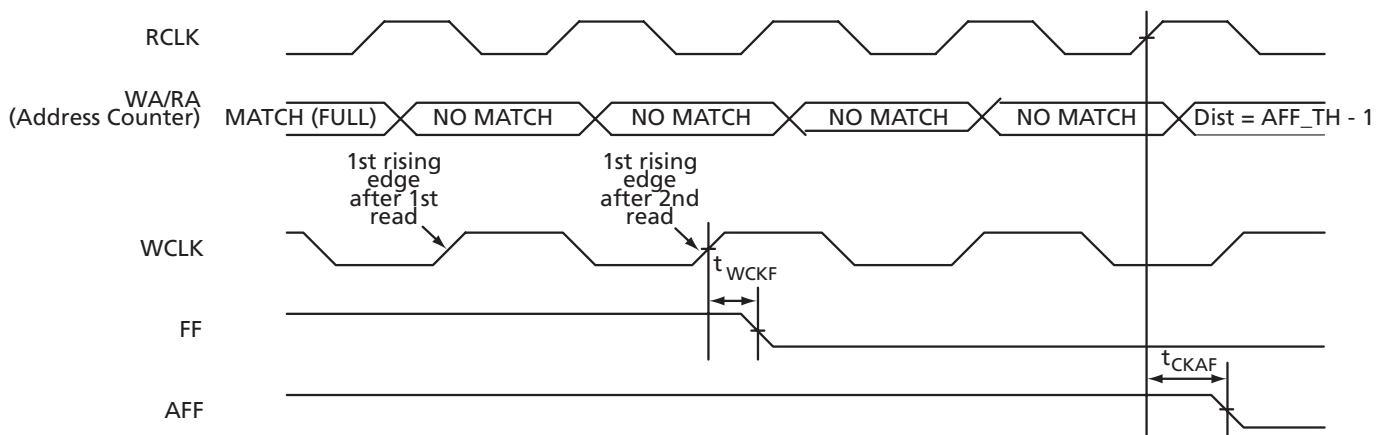 RCLK
WA/RA
(Address Counter)
MATCH (FULL)
NO MATCH
NO MATCH
NO MATCH
NO MATCH
Dist = AFF_TH - 1
1st rising
edge
after 1st
read
1st rising
edge
after 2nd
read
WCLK
t WCKF
FF
tCKAF
AFF